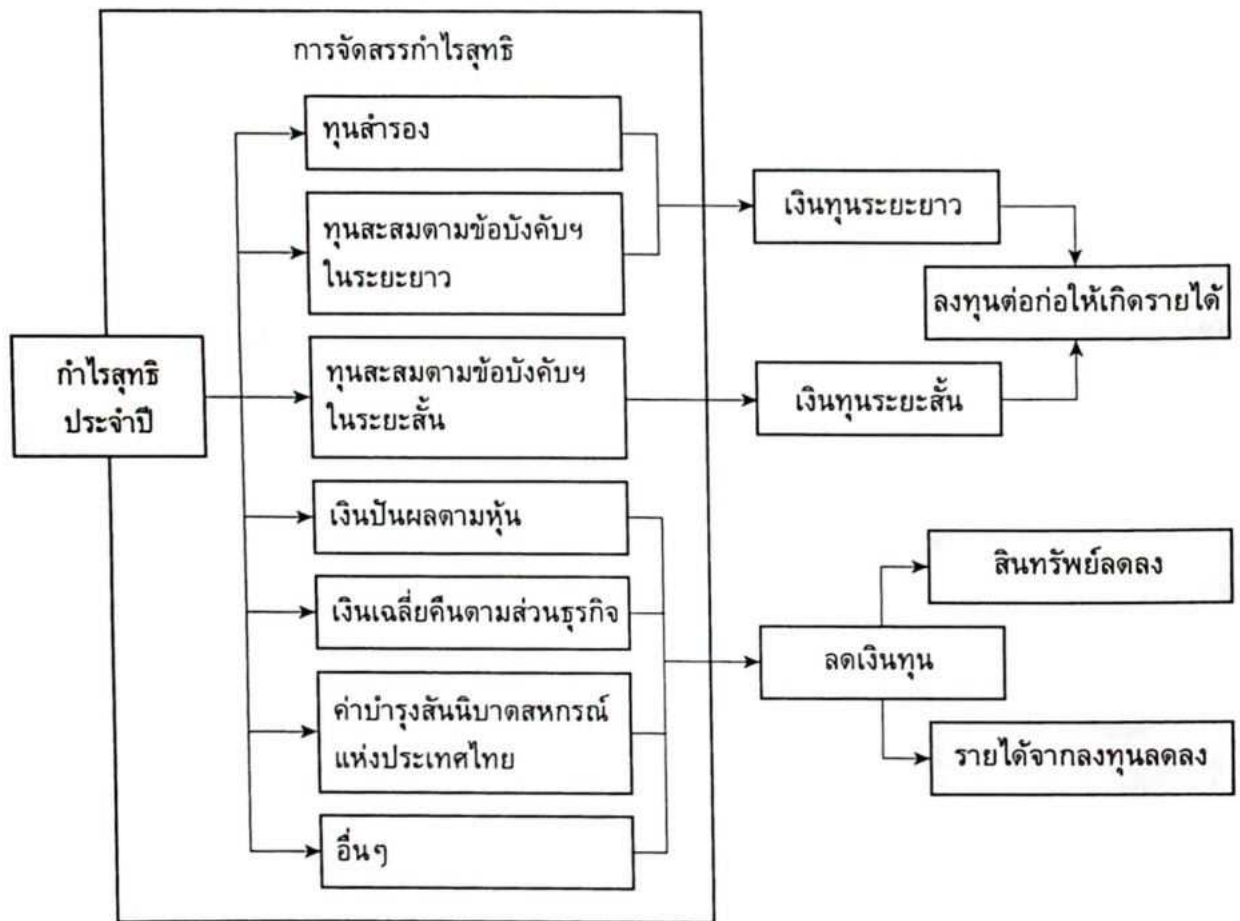 การจัดสรรกำไรสุทธิ
ทุนสำรอง
ทุนสะสมตามข้อบังคับฯ
ในระยะยาว
เงินทุนระยะยาว
ลงทุนต่อก่อให้เกิดรายได้
กำไรสุทธิ
ประจำปี
ทุนสะสมตามข้อบังคับฯ
ในระยะสั้น
เงินทุนระยะสั้น
เงินปันผลตามหุ้น
สินทรัพย์ลดลง
เงินเฉลี่ยคืนตามส่วนธุรกิจ
ลดเงินทุน
ค่าบำรุงสันนิบาตสหกรณ์
แห่งประเทศไทย
รายได้จากลงทุนลดลง
อื่นๆ